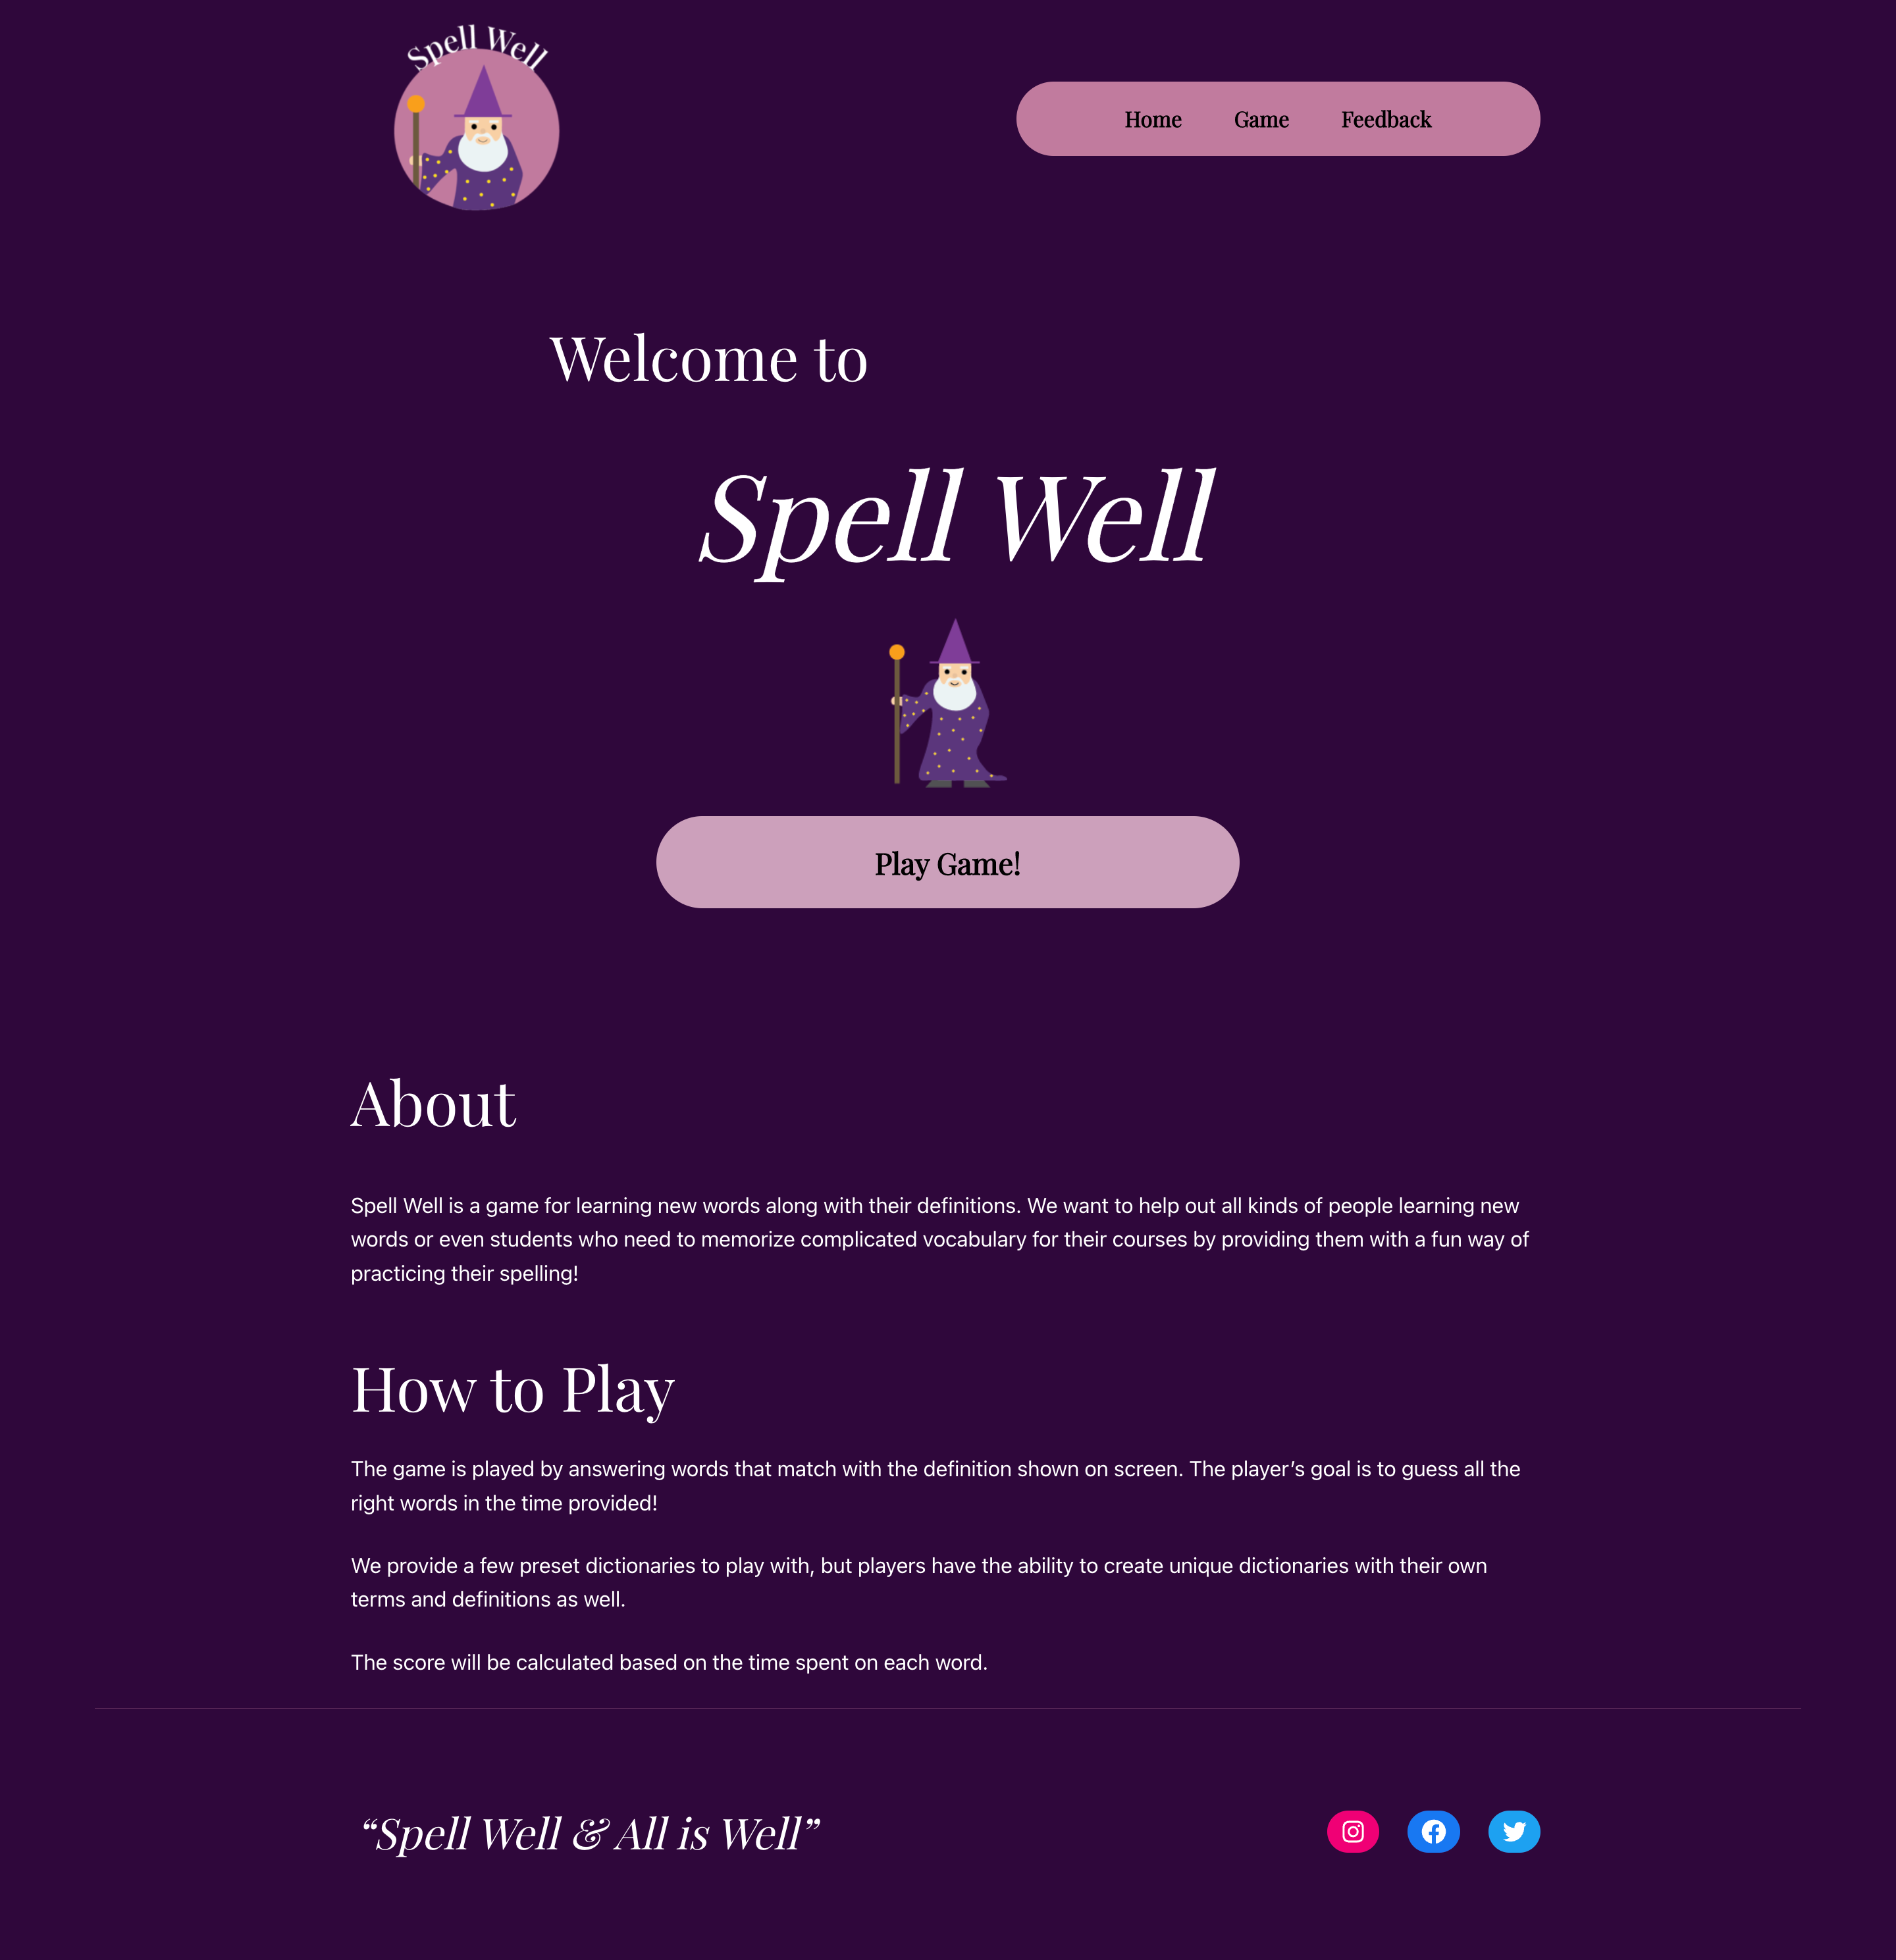 Spell Well
Home Game Feedback
Welcome to
Spell Well
Play Game!
About
Spell Well is a game for learning new words along with their definitions. We want to help out all kinds of people learning new
words or even students who need to memorize complicated vocabulary for their courses by providing them with a fun way of
practicing their spelling!
How to Play
The game is played by answering words that match with the definition shown on screen. The player’s goal is to guess all the
right words in the time provided!
We provide a few preset dictionaries to play with, but players have the ability to create unique dictionaries with their own
terms and definitions as well.
The score will be calculated based on the time spent on each word.
“Spell Well & All is Well”